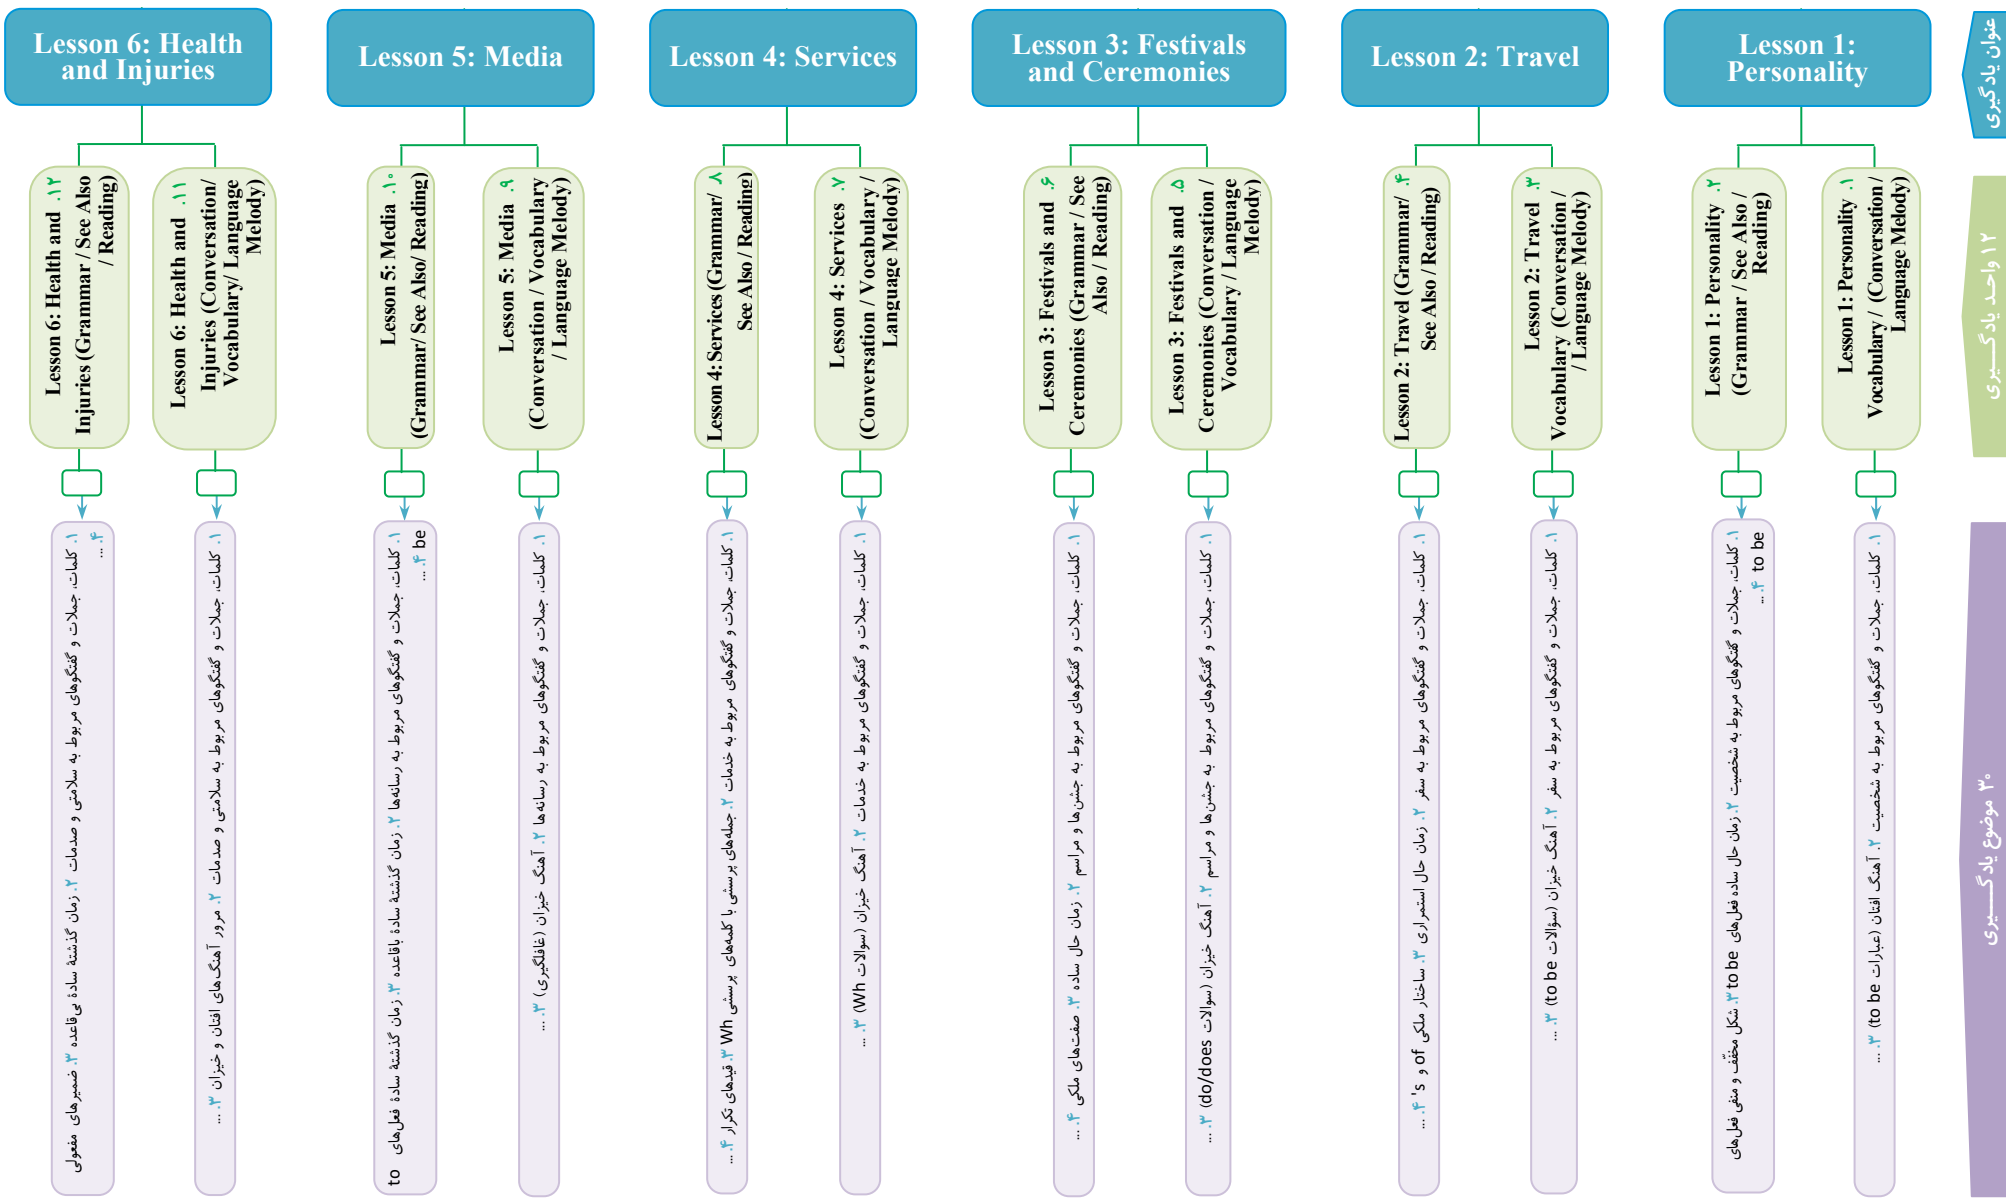 عنوان یادگیری
Lesson 1:
Personality
Lesson 2: Travel
Lesson 3: Festivals
and Ceremonies
Lesson 4: Services
Lesson 5: Media
Lesson 6: Health
and Injuries
۱۲ واحد یادگیری
۱. Lesson 1: Personality
Vocabulary/ (Conversation /
Language Melody)
۲. Lesson 1: Personality
(Grammar / See Also /
Reading)
۳. Lesson 2: Travel
Vocabulary (Conversation /
/ Language Melody)
۴. Lesson 2: Travel (Grammar/
See Also / Reading)
۵. Lesson 3: Festivals and
Ceremonies (Conversation /
Vocabulary / Language
Melody)
۶. Lesson 3: Festivals and
Ceremonies (Grammar / See
Also / Reading)
۷. Lesson 4: Services
(Conversation / Vocabulary /
Language Melody)
۸. Lesson 4: Services (Grammar/
See Also / Reading)
۹. Lesson 5: Media
(Conversation / Vocabulary
/ Language Melody)
۱۰. Lesson 5: Media
(Grammar/ See Also/ Reading)
۱۱. Lesson 6: Health and
Injuries (Conversation/
Vocabulary/ Language
Melody)
۱۲. Lesson 6: Health and
Injuries (Grammar / See Also
/ Reading)
۳۰ موضوع یادگیری
۱. کلمات، جملات و گفتگوهای مربوط به شخصیت ۲. آهنگ افتان (عبارات to be) ۳. ...
۱. کلمات، جملات و گفتگوهای مربوط به شخصیت ۲. زمان حال ساده فعل‌های to be ۳. شکل مخفّف و منفی فعل‌های
to be ۴. ...
۱. کلمات، جملات و گفتگوهای مربوط به سفر ۲. آهنگ خیزان (سؤالات to be) ۳. ...
۱. کلمات، جملات و گفتگوهای مربوط به سفر ۲. زمان حال استمراری ۳. ساختار ملکی of و 's ۴. ...
۱. کلمات، جملات و گفتگوهای مربوط به جشن‌ها و مراسم ۲. آهنگ خیزان (سوالات do/does) ۳. ...
۱. کلمات، جملات و گفتگوهای مربوط به جشن‌ها و مراسم ۲. زمان حال ساده ۳. صفت‌های ملکی ۴. ...
۱. کلمات، جملات و گفتگوهای مربوط به خدمات ۲. آهنگ خیزان (سوالات Wh) ۳. ...
۱. کلمات، جملات و گفتگوهای مربوط به خدمات ۲. جمله‌های پرسشی با کلمه‌های پرسشی Wh ۳. قیدهای تکرار ۴. ...
۱. کلمات، جملات و گفتگوهای مربوط به رسانه‌ها ۲. آهنگ خیزان (غافلگیری) ۳. ...
۱. کلمات، جملات و گفتگوهای مربوط به رسانه‌ها ۲. زمان گذشتهٔ سادهٔ باقاعده ۳. زمان گذشتهٔ سادهٔ فعل‌های to
be ۴. ...
۱. کلمات، جملات و گفتگوهای مربوط به سلامتی و صدمات ۲. مرور آهنگ‌های افتان و خیزان ۳. ...
۱. کلمات، جملات و گفتگوهای مربوط به سلامتی و صدمات ۲. زمان گذشتهٔ سادهٔ بی‌قاعده ۳. ضمیرهای مفعولی
۴. ...